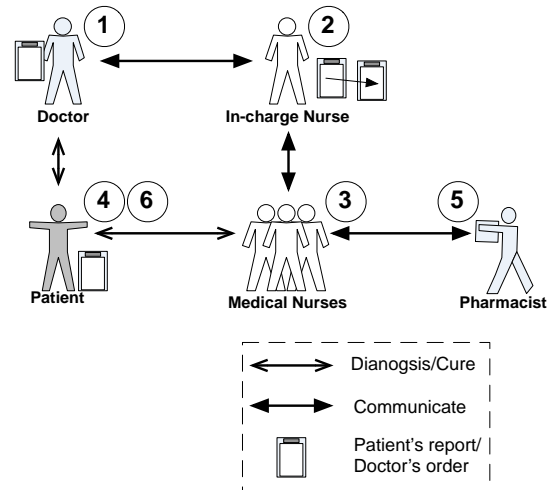 1
2
Doctor
In-charge Nurse
4 6
3
5
Patient
Medical Nurses
Pharmacist
Dianogsis/Cure
Communicate
Patient's report/
Doctor's order